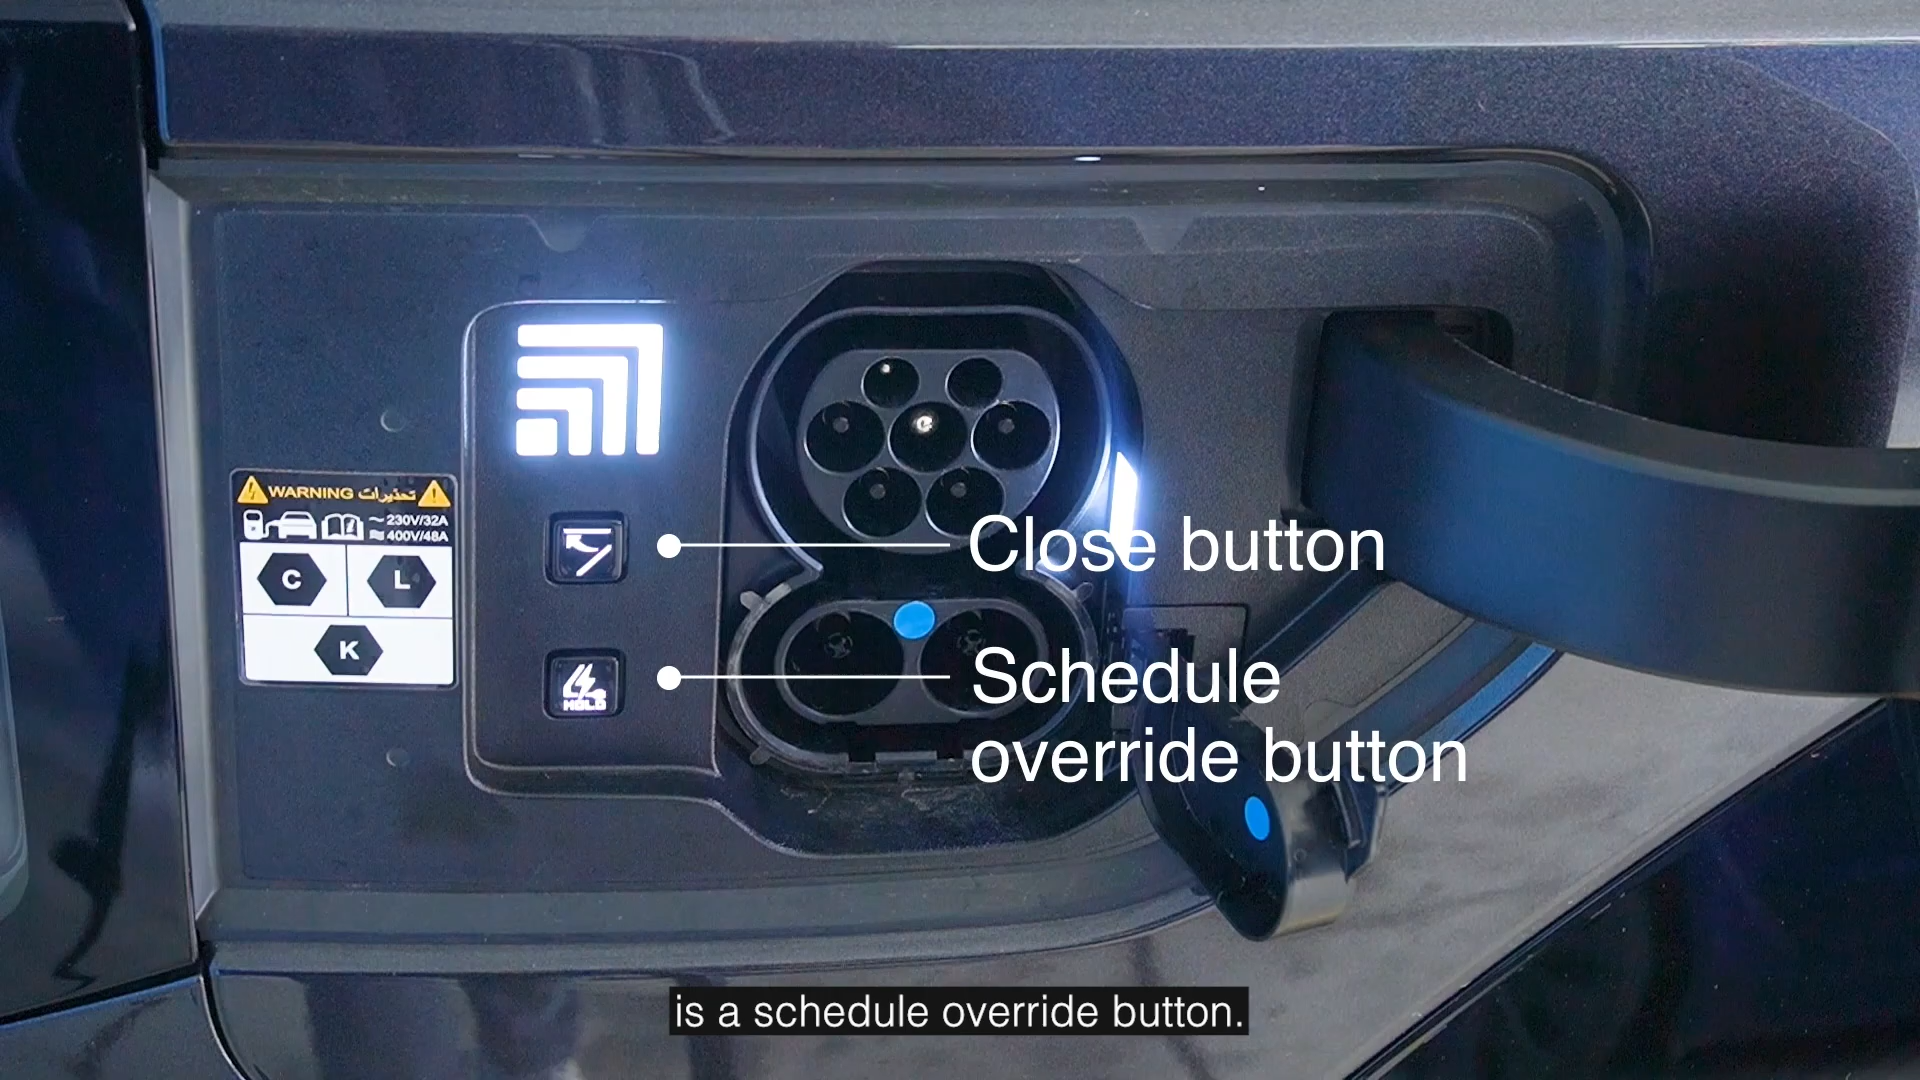 WARNING تحذيرات
~230V/32A
400V/48A
C
L
K
HOLD
Close button
Schedule
override button
is a schedule override button.